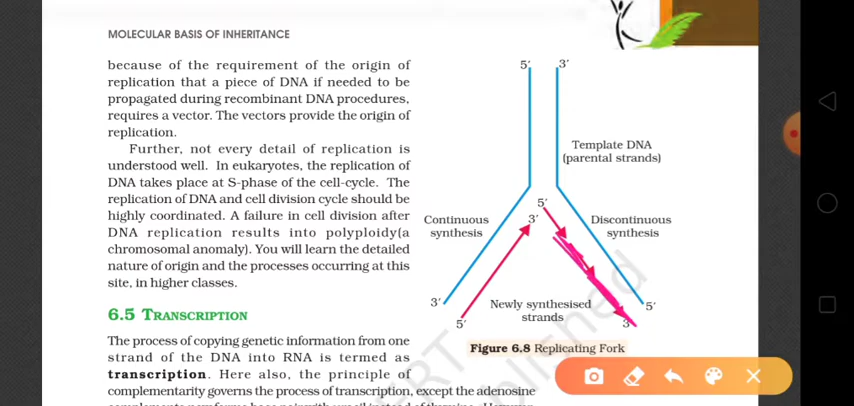 MOLECULAR BASIS OF INHERITANCE
because of the requirement of the origin of
replication that a piece of DNA if needed to be
propagated during recombinant DNA procedures,
requires a vector. The vectors provide the origin of
replication.
Further, not every detail of replication is
understood well. In eukaryotes, the replication of
DNA takes place at S-phase of the cell-cycle. The
replication of DNA and cell division cycle should be
highly coordinated. A failure in cell division after
DNA replication results into polyploidy(a
chromosomal anomaly). You will learn the detailed
nature of origin and the processes occurring at this
site, in higher classes.
6.5 TRANSCRIPTION
The process of copying genetic information from one
strand of the DNA into RNA is termed as
transcription. Here also, the principle of
complementarity governs the process of transcription, except the adenosine
5′ 3′
Template DNA
(parental strands)
5′
3′
Continuous
synthesis
Discontinuous
synthesis
3′
5′
Newly synthesised
strands
5′
3′
Figure 6.8 Replicating Fork